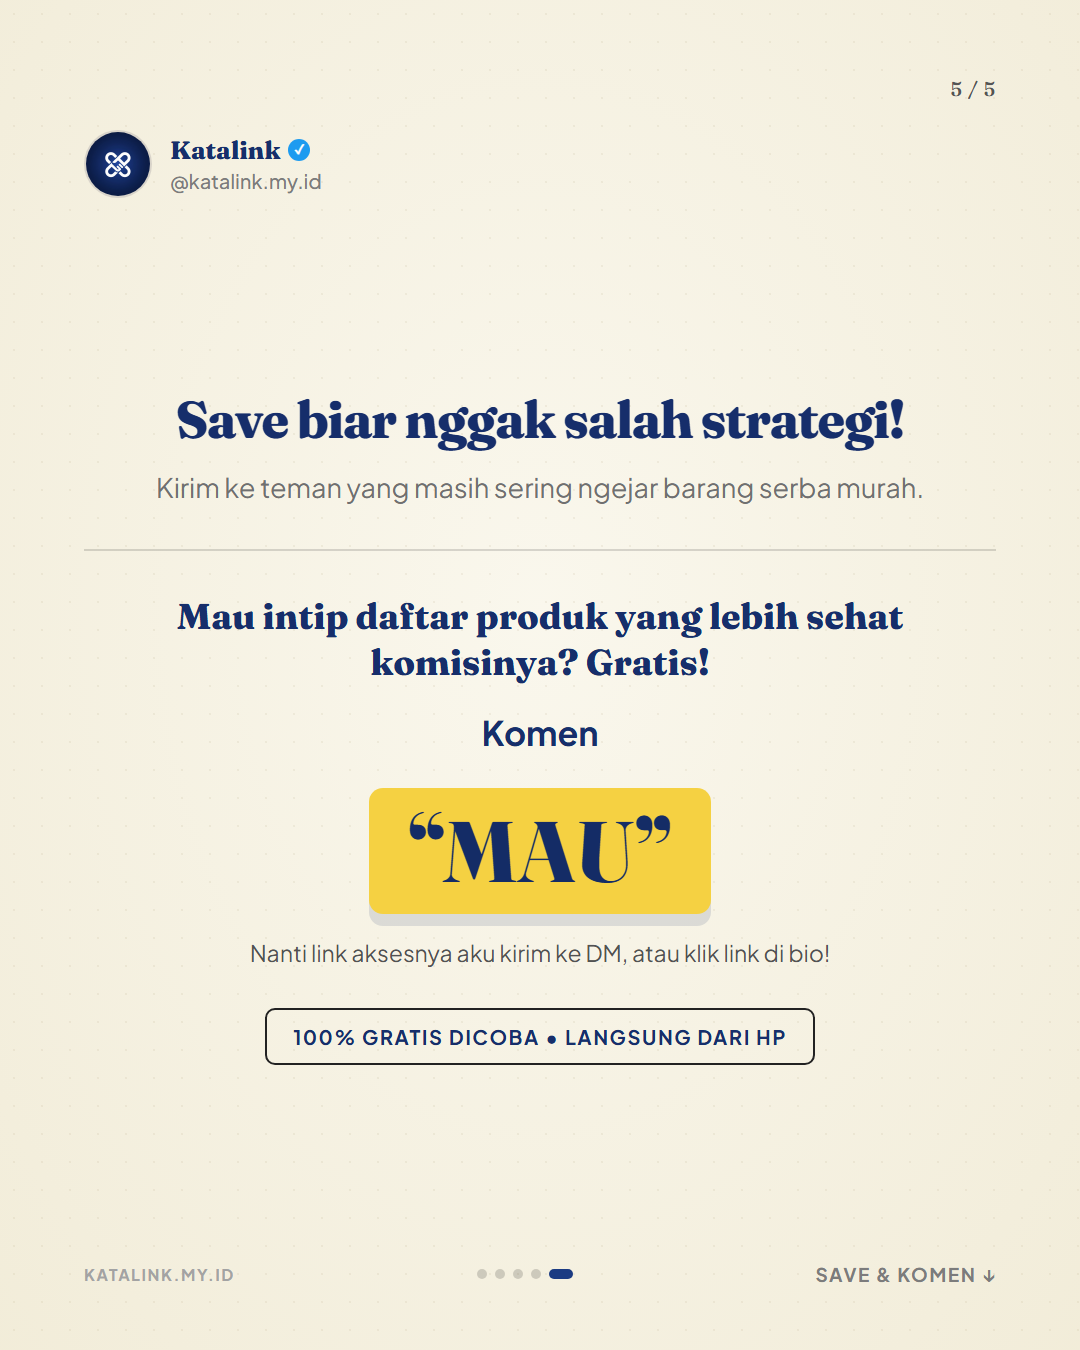 5 / 5
Katalink
@katalink.my.id
Save biar nggak salah strategi!
Kirim ke teman yang masih sering ngejar barang serba murah.
Mau intip daftar produk yang lebih sehat
komisinya? Gratis!
Komen
“MAU”
Nanti link aksesnya aku kirim ke DM, atau klik link di bio!
100% GRATIS DICOBA • LANGSUNG DARI HP
KATALINK.MY.ID
SAVE & KOMEN ↓